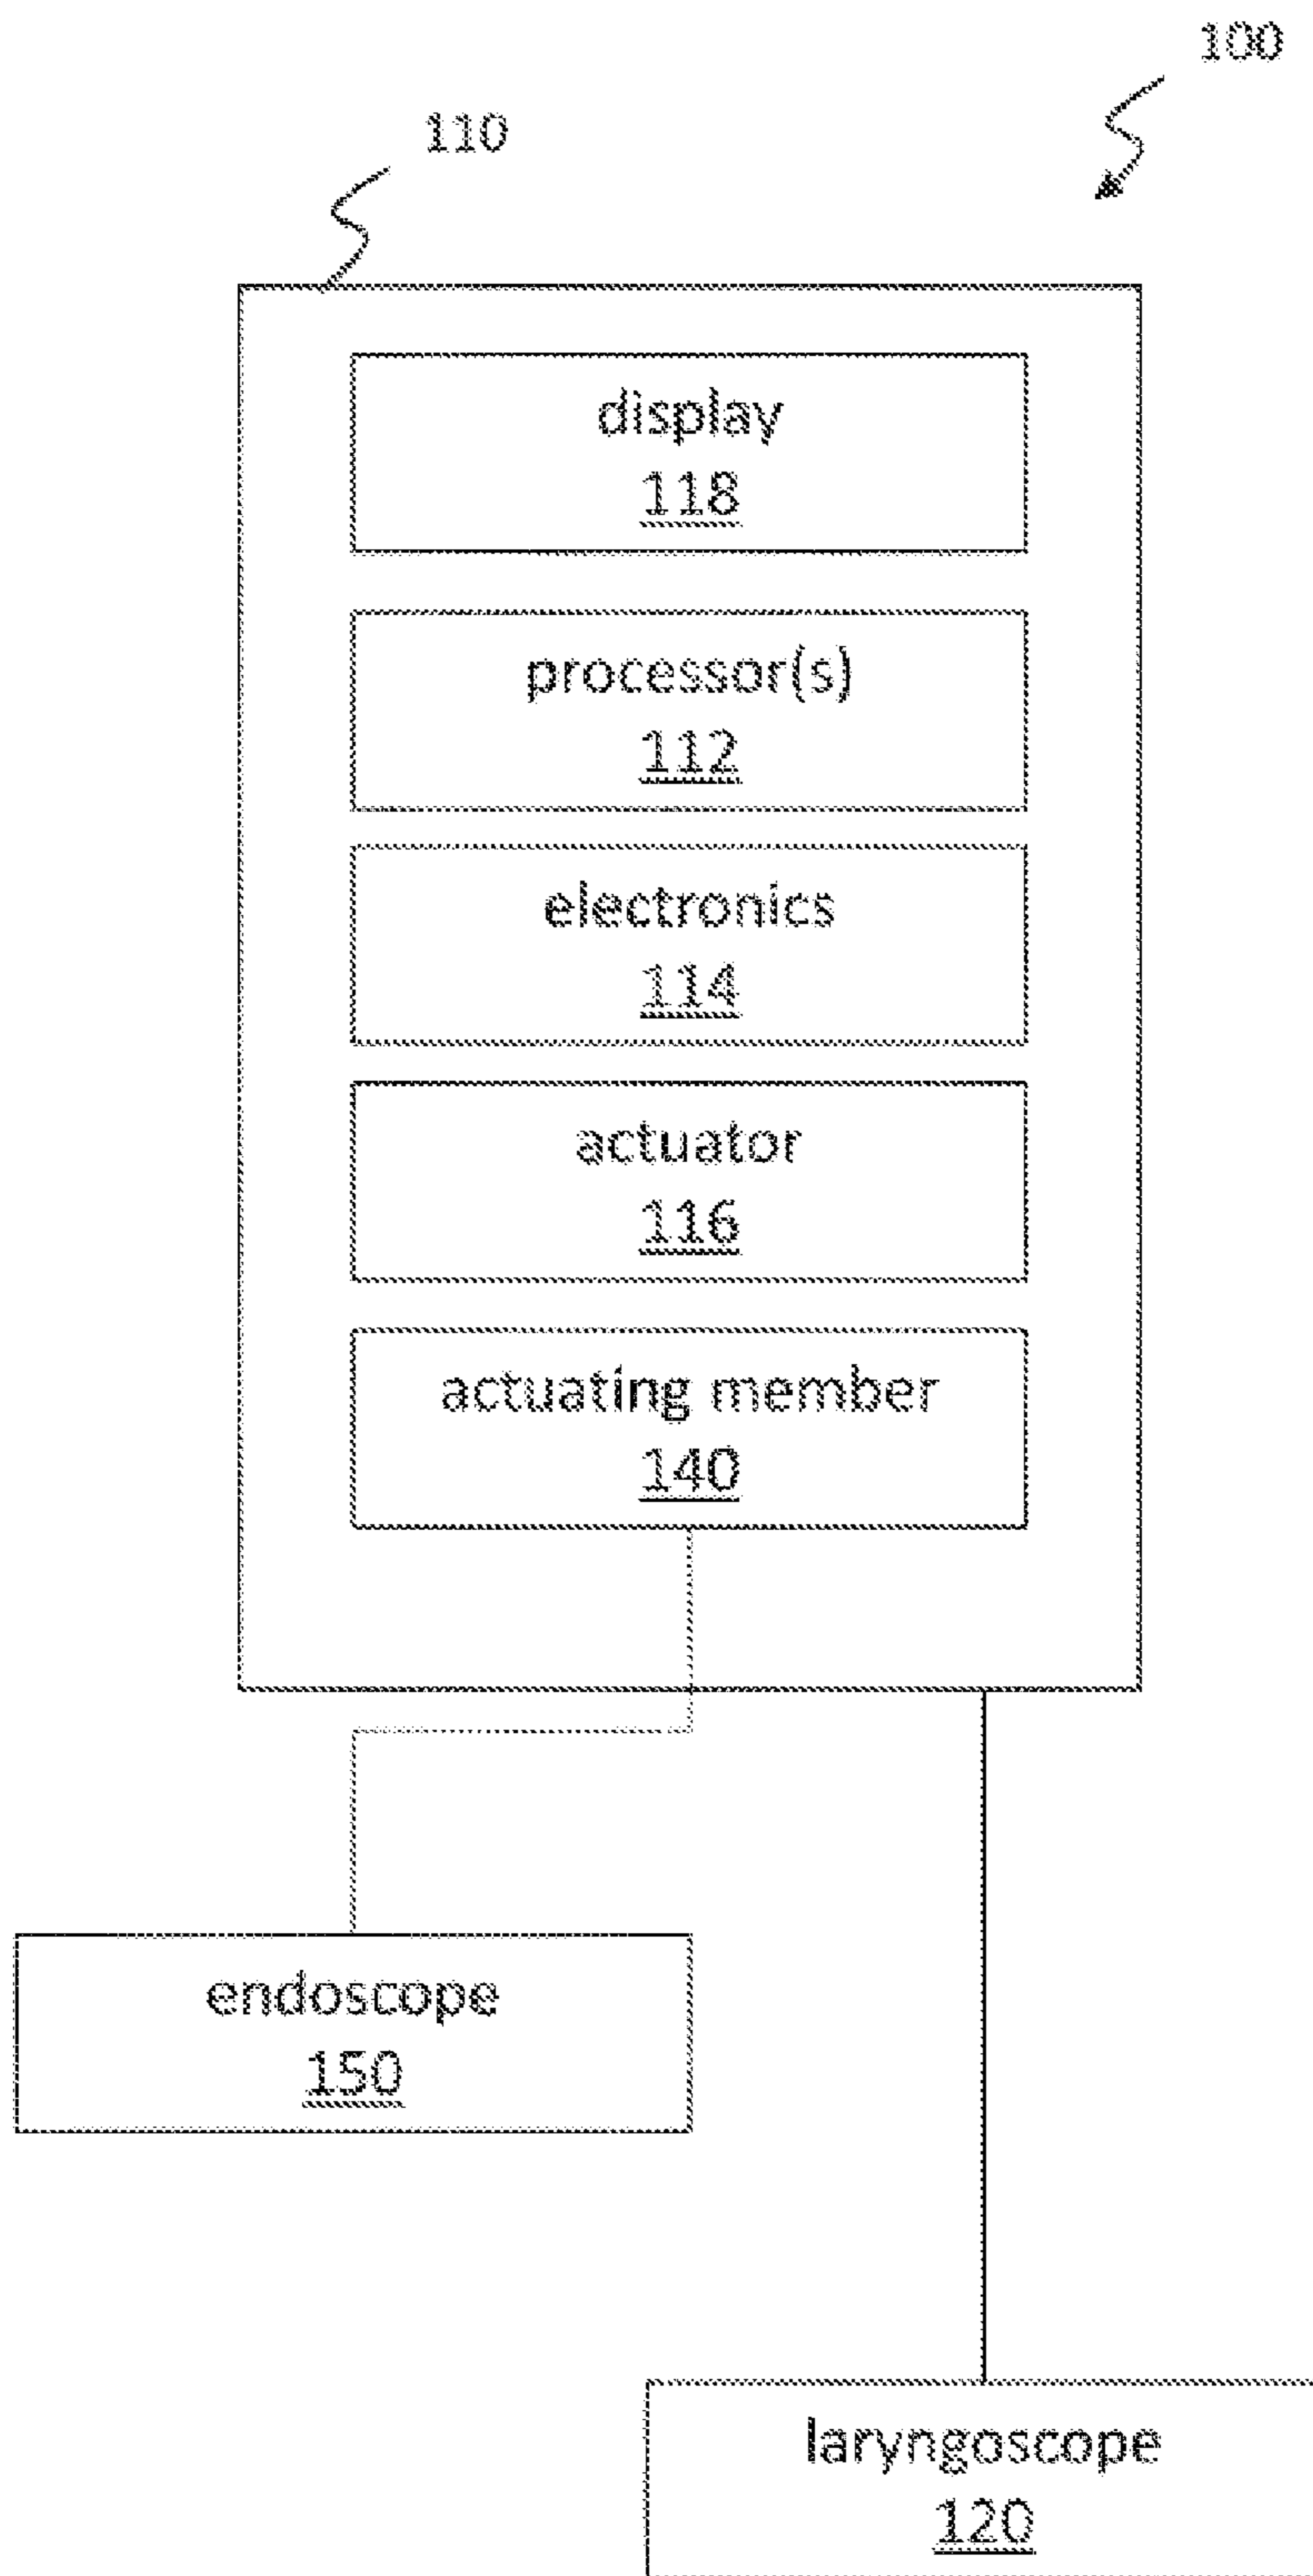 100
110
display
118
processor(s)
112
electronics
114
actuator
116
actuating member
140
endoscope
150
laryngoscope
120